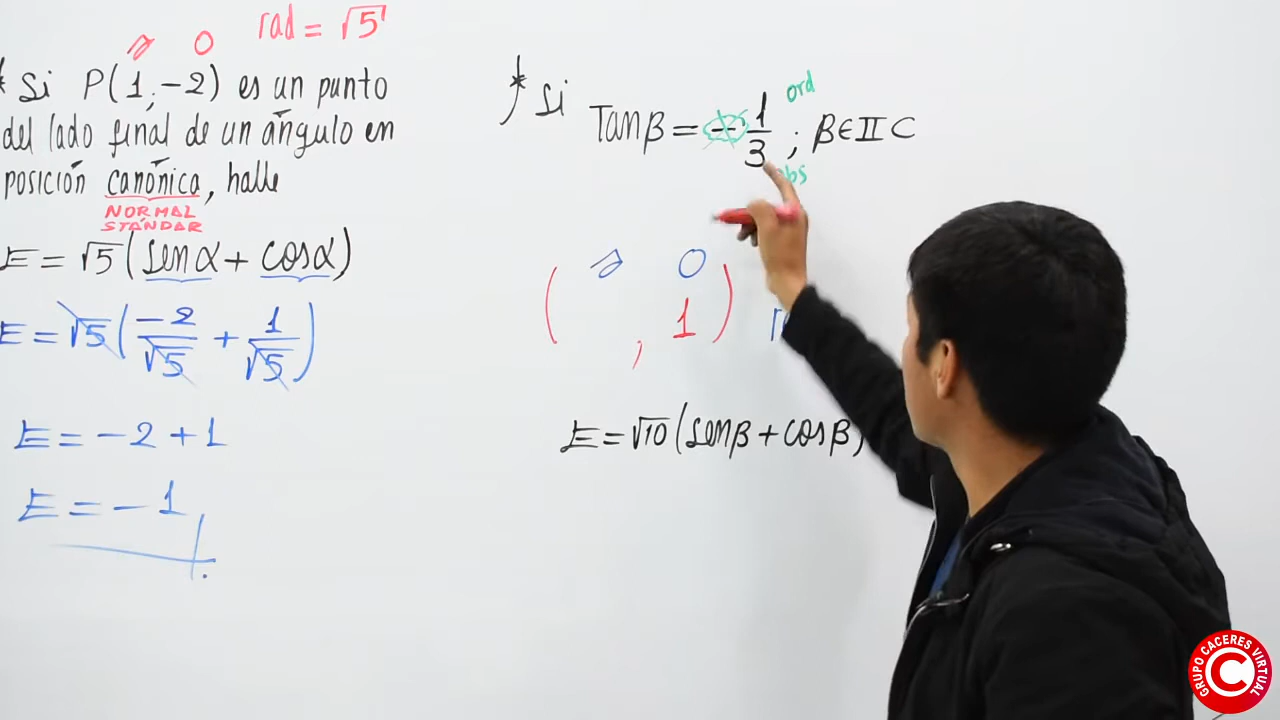 rad = √5
a o
* Si P(1;-2) es un punto
del lado final de un ángulo en
posición canónica, halle
NORMAL
STÁNDAR
E = √5 (senα + cosα)
E = √5 (-2/√5 + 1/√5)
E = -2 + 1
E = -1
* Si Tanβ = -1/3 ; β∈IIC
ord
abs
a o
( , 1)
E = √10 (senβ + cosβ)
GRUPO CACERES VIRTUAL
C